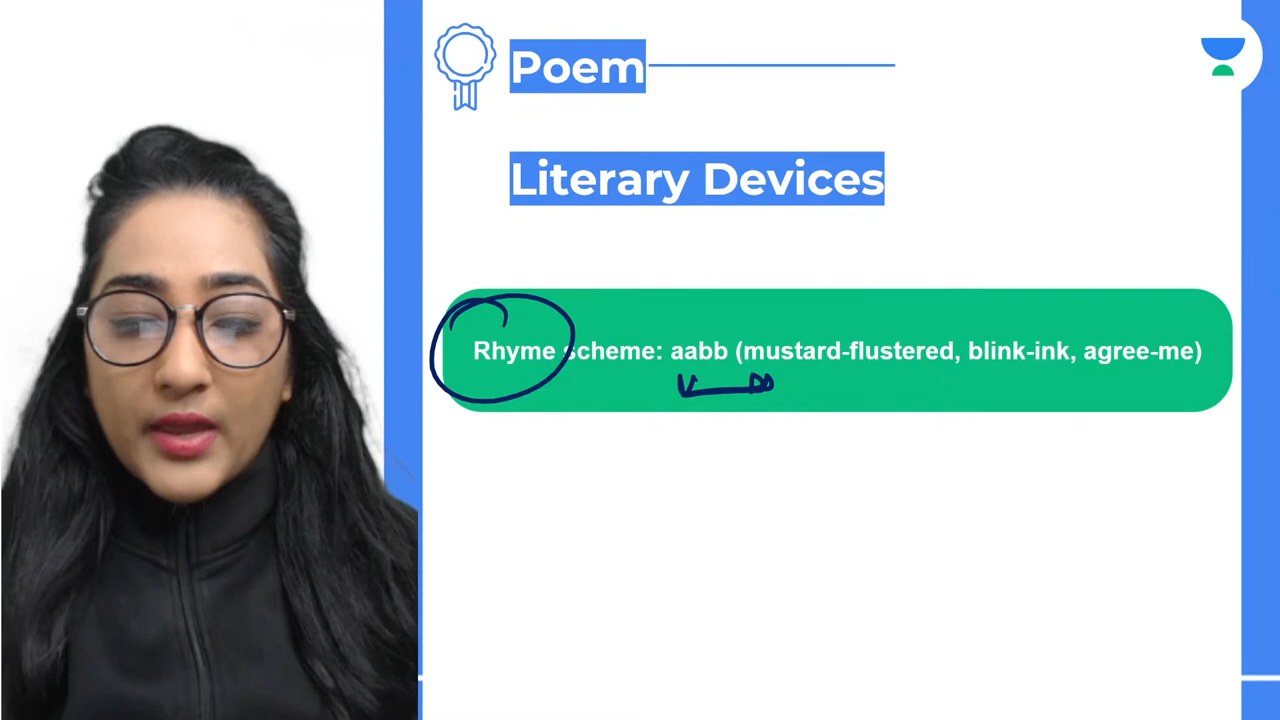 Poem
Literary Devices
Rhyme scheme: aabb (mustard-flustered, blink-ink, agree-me)